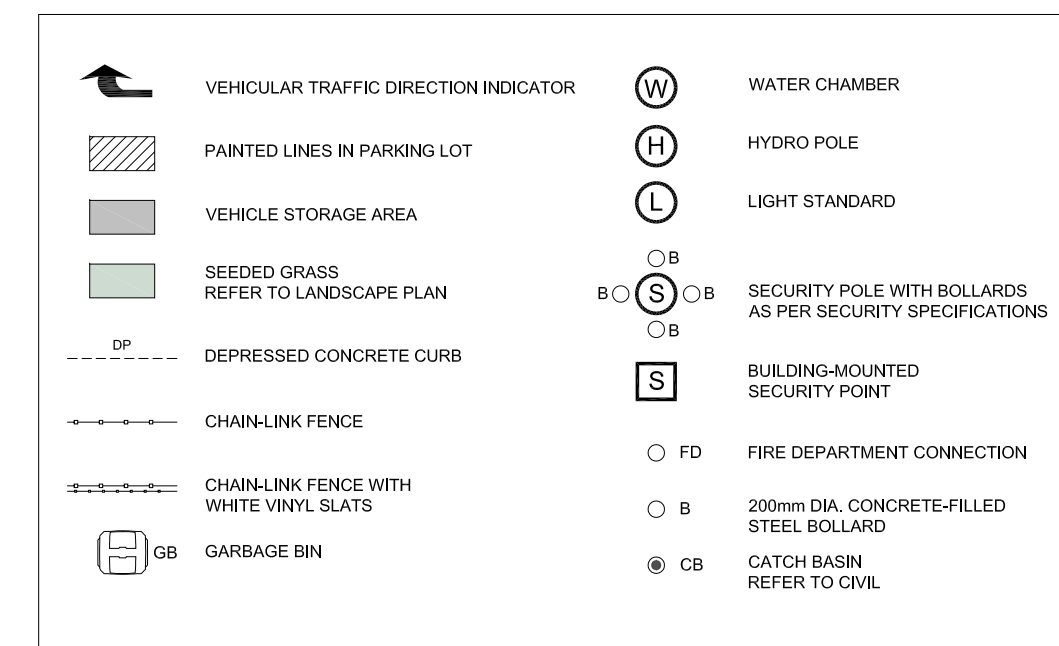 VEHICULAR TRAFFIC DIRECTION INDICATOR
PAINTED LINES IN PARKING LOT
VEHICLE STORAGE AREA
SEEDED GRASS
REFER TO LANDSCAPE PLAN
DP
DEPRESSED CONCRETE CURB
CHAIN-LINK FENCE
CHAIN-LINK FENCE WITH
WHITE VINYL SLATS
GB GARBAGE BIN
W WATER CHAMBER
H HYDRO POLE
L LIGHT STANDARD
B
B S B
B
SECURITY POLE WITH BOLLARDS
AS PER SECURITY SPECIFICATIONS
S
BUILDING-MOUNTED
SECURITY POINT
FD FIRE DEPARTMENT CONNECTION
B 200mm DIA. CONCRETE-FILLED
STEEL BOLLARD
CB CATCH BASIN
REFER TO CIVIL